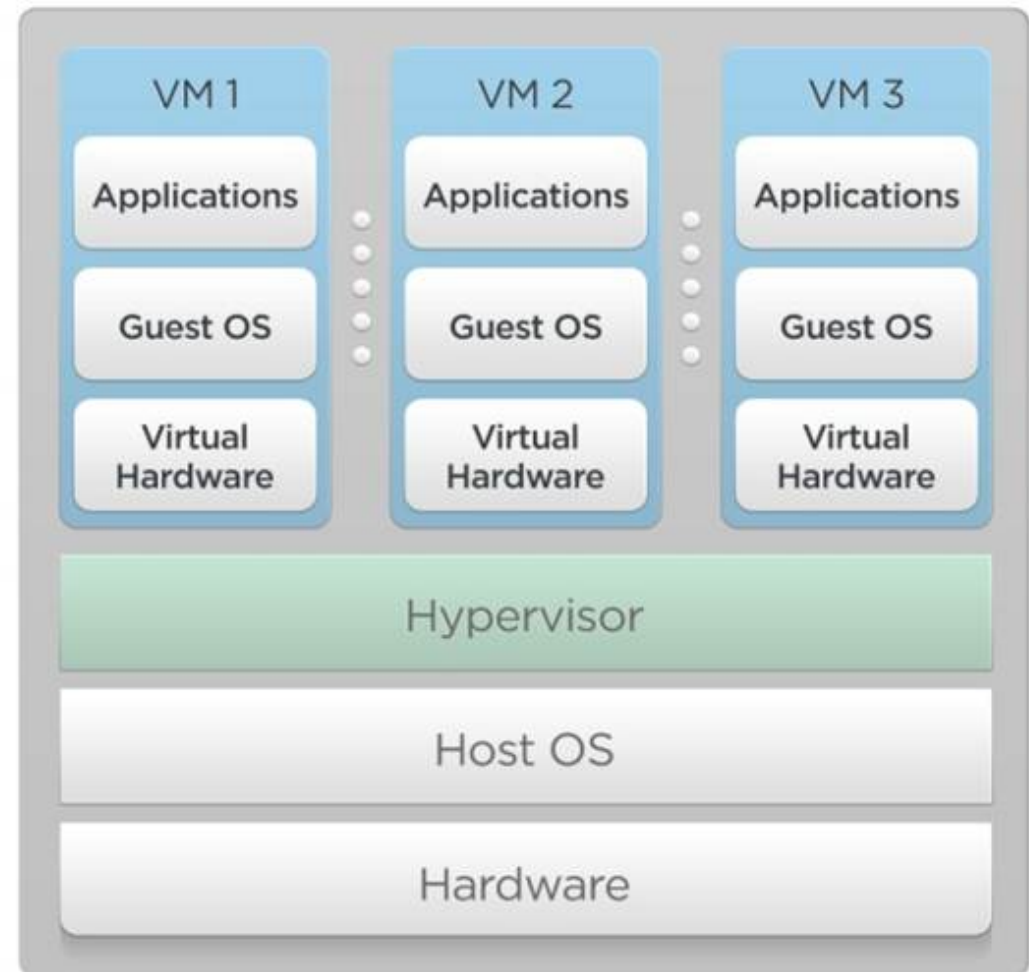 VM 1
Applications
Guest OS
Virtual
Hardware
VM 2
Applications
Guest OS
Virtual
Hardware
VM 3
Applications
Guest OS
Virtual
Hardware
Hypervisor
Host OS
Hardware